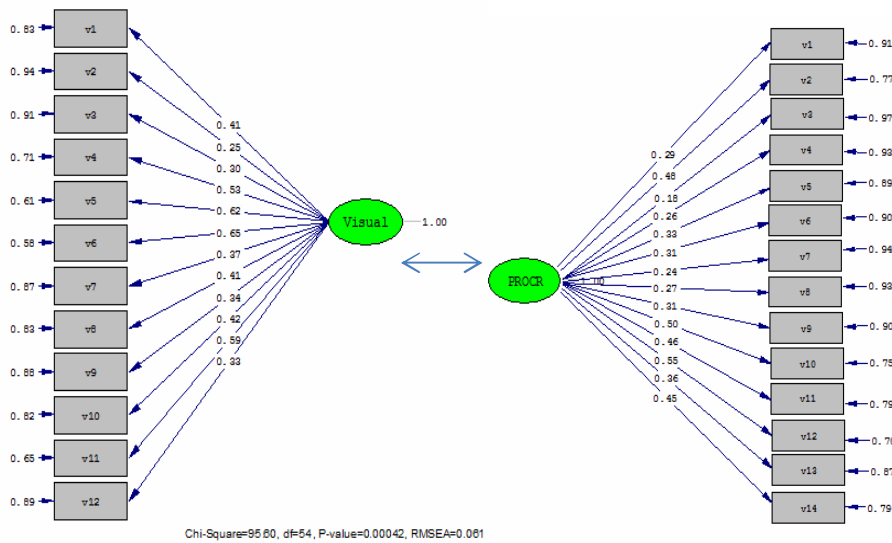 0.83 v1
0.94 v2
0.91 v3
0.71 v4
0.61 v5
0.58 v6
0.87 v7
0.83 v8
0.88 v9
0.82 v10
0.65 v11
0.89 v12
0.41
0.25
0.30
0.53
0.62
0.65
0.37
0.41
0.34
0.42
0.59
0.33
Visual 1.00
PROCR 1.00
0.29
0.48
0.18
0.26
0.33
0.31
0.24
0.27
0.31
0.50
0.46
0.55
0.36
0.45
v1 0.91
v2 0.77
v3 0.97
v4 0.93
v5 0.89
v6 0.90
v7 0.94
v8 0.93
v9 0.90
v10 0.75
v11 0.79
v12
v13 0.87
v14 0.79
Chi-Square=95.60, df=54, P-value=0.00042, RMSEA=0.061